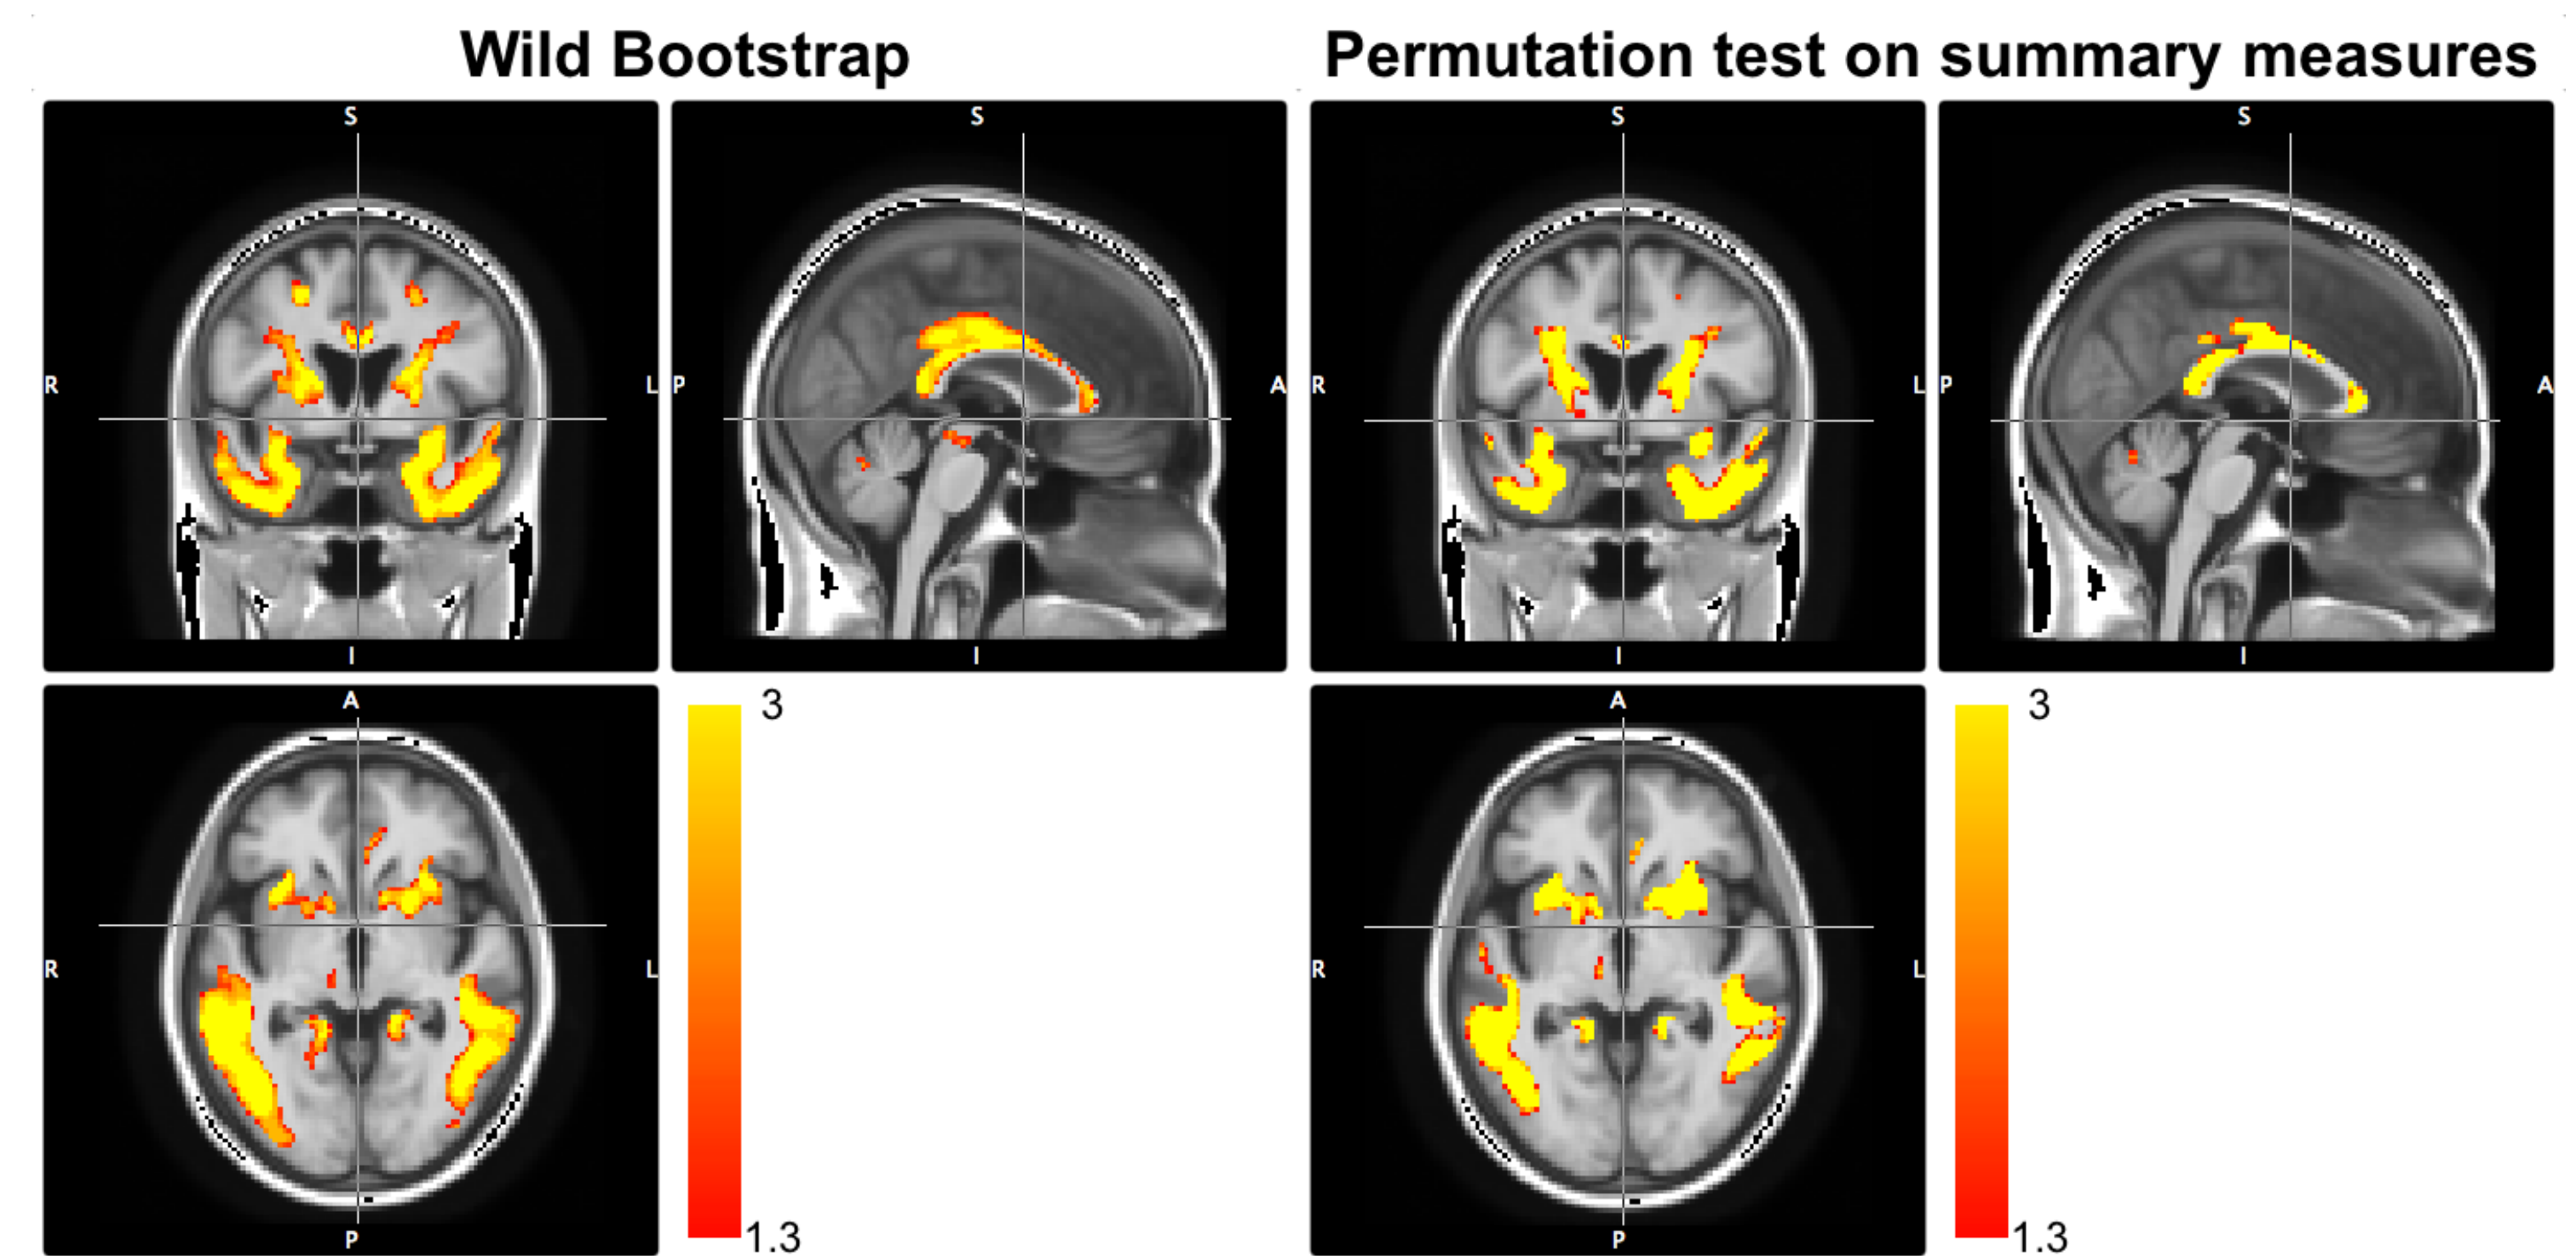 Wild Bootstrap
Permutation test on summary measures
S
S
S
S
R
L
P
A
R
L
P
A
I
I
I
I
A
3
A
3
R
L
R
L
P
1.3
P
1.3